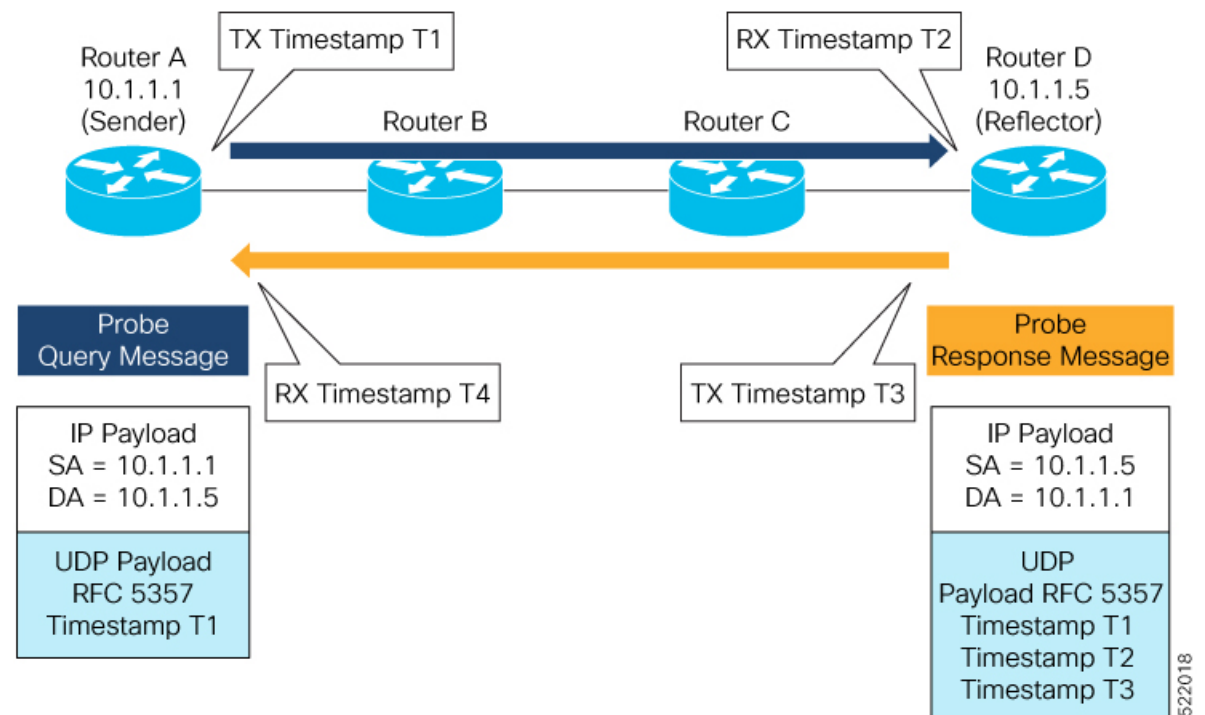 TX Timestamp T1
RX Timestamp T2
Router A
10.1.1.1
(Sender)
Router B
Router C
Router D
10.1.1.5
(Reflector)
Probe
Query Message
RX Timestamp T4
TX Timestamp T3
Probe
Response Message
IP Payload
SA = 10.1.1.1
DA = 10.1.1.5
UDP Payload
RFC 5357
Timestamp T1
IP Payload
SA = 10.1.1.5
DA = 10.1.1.1
UDP
Payload RFC 5357
Timestamp T1
Timestamp T2
Timestamp T3
522018